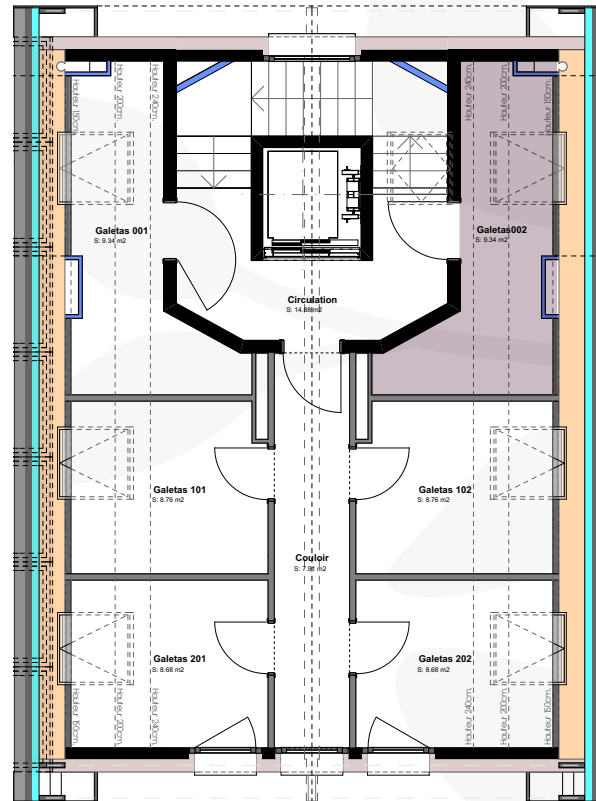 Hauteur 150cm.
Hauteur 200cm.
Hauteur 240cm.
Hauteur 240cm.
Hauteur 200cm.
Hauteur 150cm.
Galetas 001
S: 9.34 m2
Galetas002
S: 9.34 m2
Circulation
S: 14.88 m2
Galetas 101
S: 8.76 m2
Galetas 102
S: 8.76 m2
Couloir
S: 7.91 m2
Galetas 201
S: 8.68 m2
Galetas 202
S: 8.68 m2
Hauteur 150cm.
Hauteur 200cm.
Hauteur 240cm.
Hauteur 240cm.
Hauteur 200cm.
Hauteur 150cm.